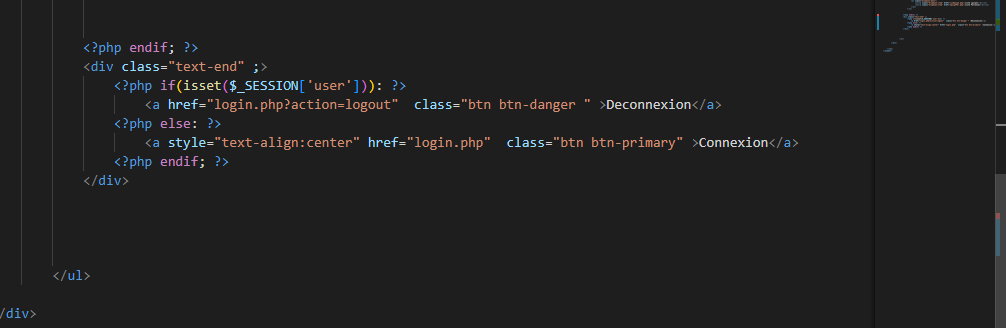 <?php endif; ?>
<div class="text-end" ;>
<?php if(isset($_SESSION['user'])): ?>
<a href="login.php?action=logout"  class="btn btn-danger " >Deconnexion</a>
<?php else: ?>
<a style="text-align:center" href="login.php"  class="btn btn-primary" >Connexion</a>
<?php endif; ?>
</div>
</ul>
/div>